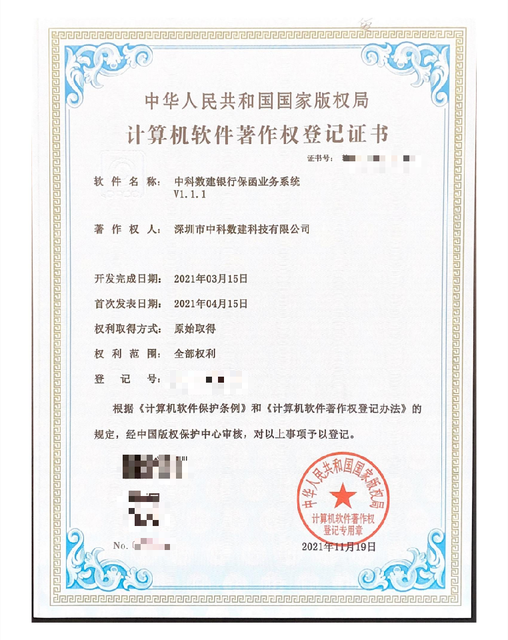 中华人民共和国国家版权局
计算机软件著作权登记证书
证书号：
软件名称： 中科数建银行保函业务系统
V1.1.1
著作权人： 深圳市中科数建科技有限公司
开发完成日期： 2021年03月15日
首次发表日期： 2021年04月15日
权利取得方式： 原始取得
权利范围： 全部权利
登记号：
根据《计算机软件保护条例》和《计算机软件著作权登记办法》的
规定，经中国版权保护中心审核，对以上事项予以登记。
中华人民共和国国家版权局
计算机软件著作权
登记专用章
No.
2021年11月19日